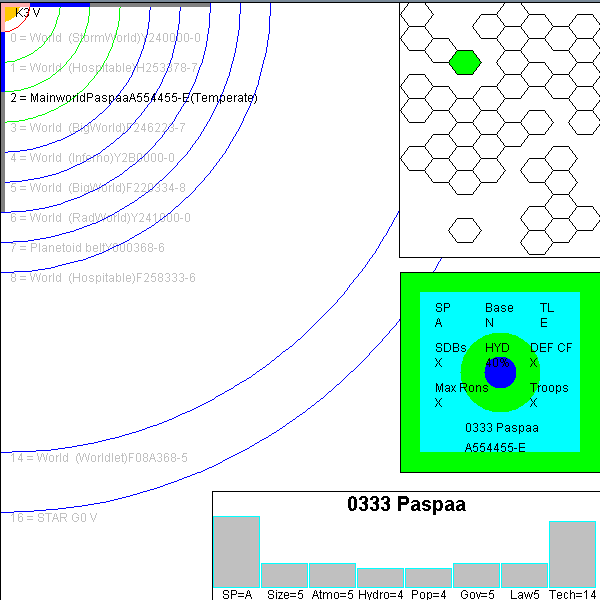 K3 V
0 = World (StormWorld)Y240000-0
1 = World (Hospitable)H253378-7
2 = MainworldPaspaaA554455-E(Temperate)
3 = World (BigWorld)F246223-7
4 = World (Inferno)Y2B0000-0
5 = World (BigWorld)F220334-8
6 = World (RadWorld)Y241000-0
7 = Planetoid beltY000368-6
8 = World (Hospitable)F258333-6
14 = World (Worldlet)F08A368-5
16 = STAR G0 V
SP Base TL
A N E
SDBs HYD DEF CF
X 40% X
Max Rons Troops
X X
0333 Paspaa
A554455-E
0333 Paspaa
SP=A Size=5 Atmo=5 Hydro=4 Pop=4 Gov=5 Law5 Tech=14